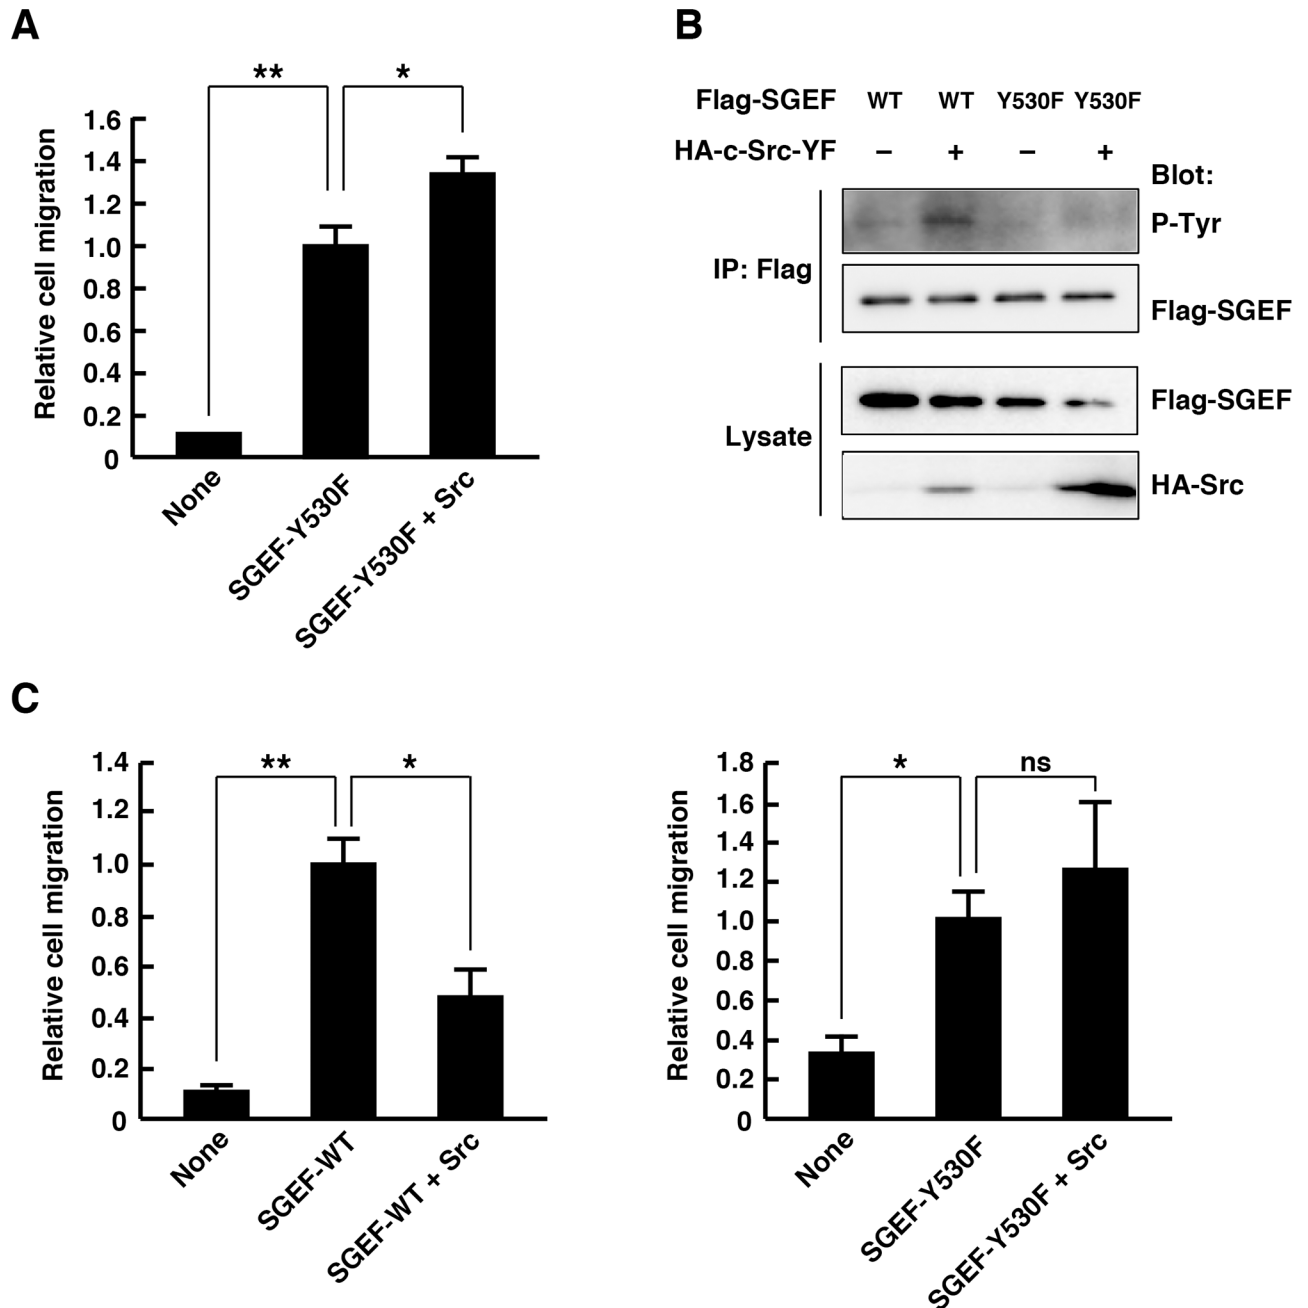 A
** *
Relative cell migration
1.6
1.4
1.2
1.0
0.8
0.6
0.4
0.2
0
None
SGEF-Y530F
SGEF-Y530F + Src
B
Flag-SGEF WT WT Y530F Y530F
HA-c-Src-YF − + − +
Blot:
IP: Flag
P-Tyr
Flag-SGEF
Lysate
Flag-SGEF
HA-Src
C
** *
Relative cell migration
1.4
1.2
1.0
0.8
0.6
0.4
0.2
0
None
SGEF-WT
SGEF-WT + Src
* ns
Relative cell migration
1.8
1.6
1.4
1.2
1.0
0.8
0.6
0.4
0.2
0
None
SGEF-Y530F
SGEF-Y530F + Src